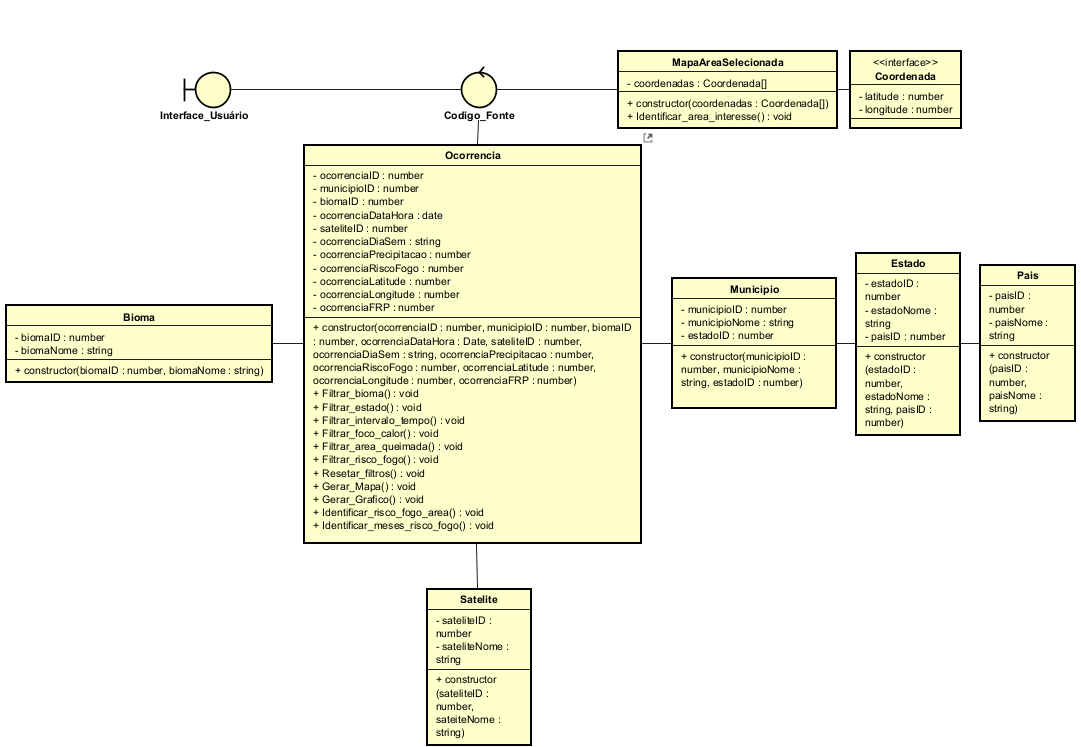 Interface_Usuário
Codigo_Fonte
MapaAreaSelecionada
- coordenadas : Coordenada[]
+ constructor(coordenadas : Coordenada[])
+ Identificar_area_interesse() : void
<<interface>>
Coordenada
- latitude : number
- longitude : number
Ocorrencia
- ocorrenciaID : number
- municipioID : number
- biomaID : number
- ocorrenciaDataHora : date
- sateliteID : number
- ocorrenciaDiaSem : string
- ocorrenciaPrecipitacao : number
- ocorrenciaRiscoFogo : number
- ocorrenciaLatitude : number
- ocorrenciaLongitude : number
- ocorrenciaFRP : number
+ constructor(ocorrenciaID : number, municipioID : number, biomaID
: number, ocorrenciaDataHora : Date, sateliteID : number,
ocorrenciaDiaSem : string, ocorrenciaPrecipitacao : number,
ocorrenciaRiscoFogo : number, ocorrenciaLatitude : number,
ocorrenciaLongitude : number, ocorrenciaFRP : number)
+ Filtrar_bioma() : void
+ Filtrar_estado() : void
+ Filtrar_intervalo_tempo() : void
+ Filtrar_foco_calor() : void
+ Filtrar_area_queimada() : void
+ Filtrar_risco_fogo() : void
+ Resetar_filtros() : void
+ Gerar_Mapa() : void
+ Gerar_Grafico() : void
+ Identificar_risco_fogo_area() : void
+ Identificar_meses_risco_fogo() : void
Bioma
- biomaID : number
- biomaNome : string
+ constructor(biomaID : number, biomaNome : string)
Municipio
- municipioID : number
- municipioNome : string
- estadoID : number
+ constructor(municipioID :
number, municipioNome :
string, estadoID : number)
Estado
- estadoID :
number
- estadoNome :
string
- paisID : number
+ constructor
(estadoID :
number,
estadoNome :
string, paisID :
number)
Pais
- paisID :
number
- paisNome :
string
+ constructor
(paisID :
number,
paisNome :
string)
Satelite
- sateliteID :
number
- sateliteNome :
string
+ constructor
(sateliteID :
number,
sateiteNome :
string)